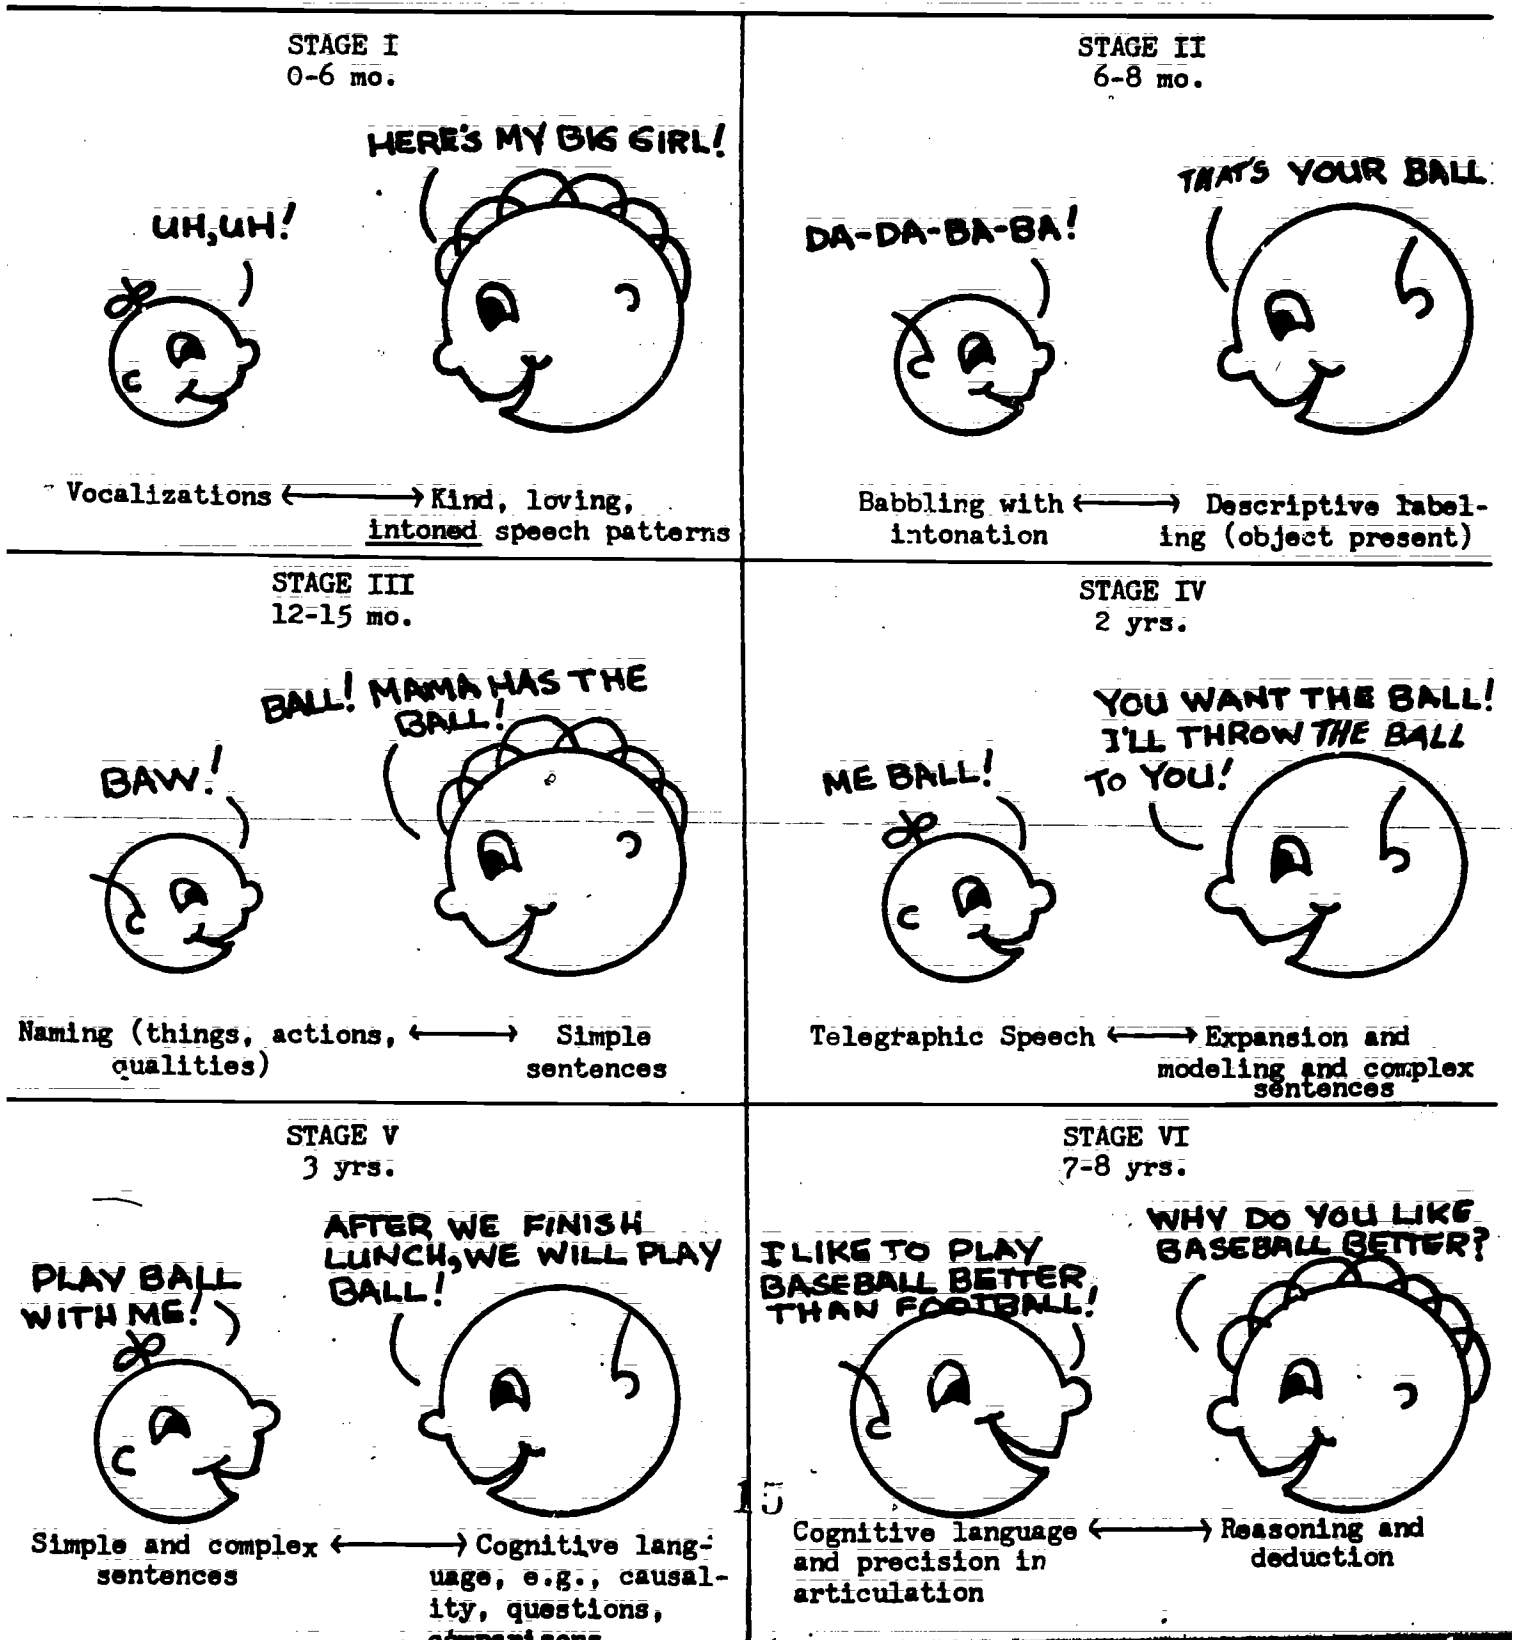 STAGE I
0-6 mo.
HERE'S MY BIG GIRL!
UH,UH!
Vocalizations ⟷ Kind, loving,
intoned speech patterns
STAGE II
6-8 mo.
THAT'S YOUR BALL
DA-DA-BA-BA!
Babbling with ⟷ Descriptive label-
intonation ing (object present)
STAGE III
12-15 mo.
BALL! MAMA HAS THE
BALL!
BAW!
Naming (things, actions, ⟷ Simple
qualities) sentences
STAGE IV
2 yrs.
YOU WANT THE BALL!
I'LL THROW THE BALL
TO YOU!
ME BALL!
Telegraphic Speech ⟷ Expansion and
modeling and complex
sentences
STAGE V
3 yrs.
AFTER WE FINISH
LUNCH, WE WILL PLAY
BALL!
PLAY BALL
WITH ME!
Simple and complex ⟷ Cognitive lang-
sentences uage, e.g., causal-
ity, questions,
STAGE VI
7-8 yrs.
WHY DO YOU LIKE
BASEBALL BETTER?
I LIKE TO PLAY
BASEBALL BETTER
THAN FOOTBALL!
Cognitive language ⟷ Reasoning and
and precision in deduction
articulation
15